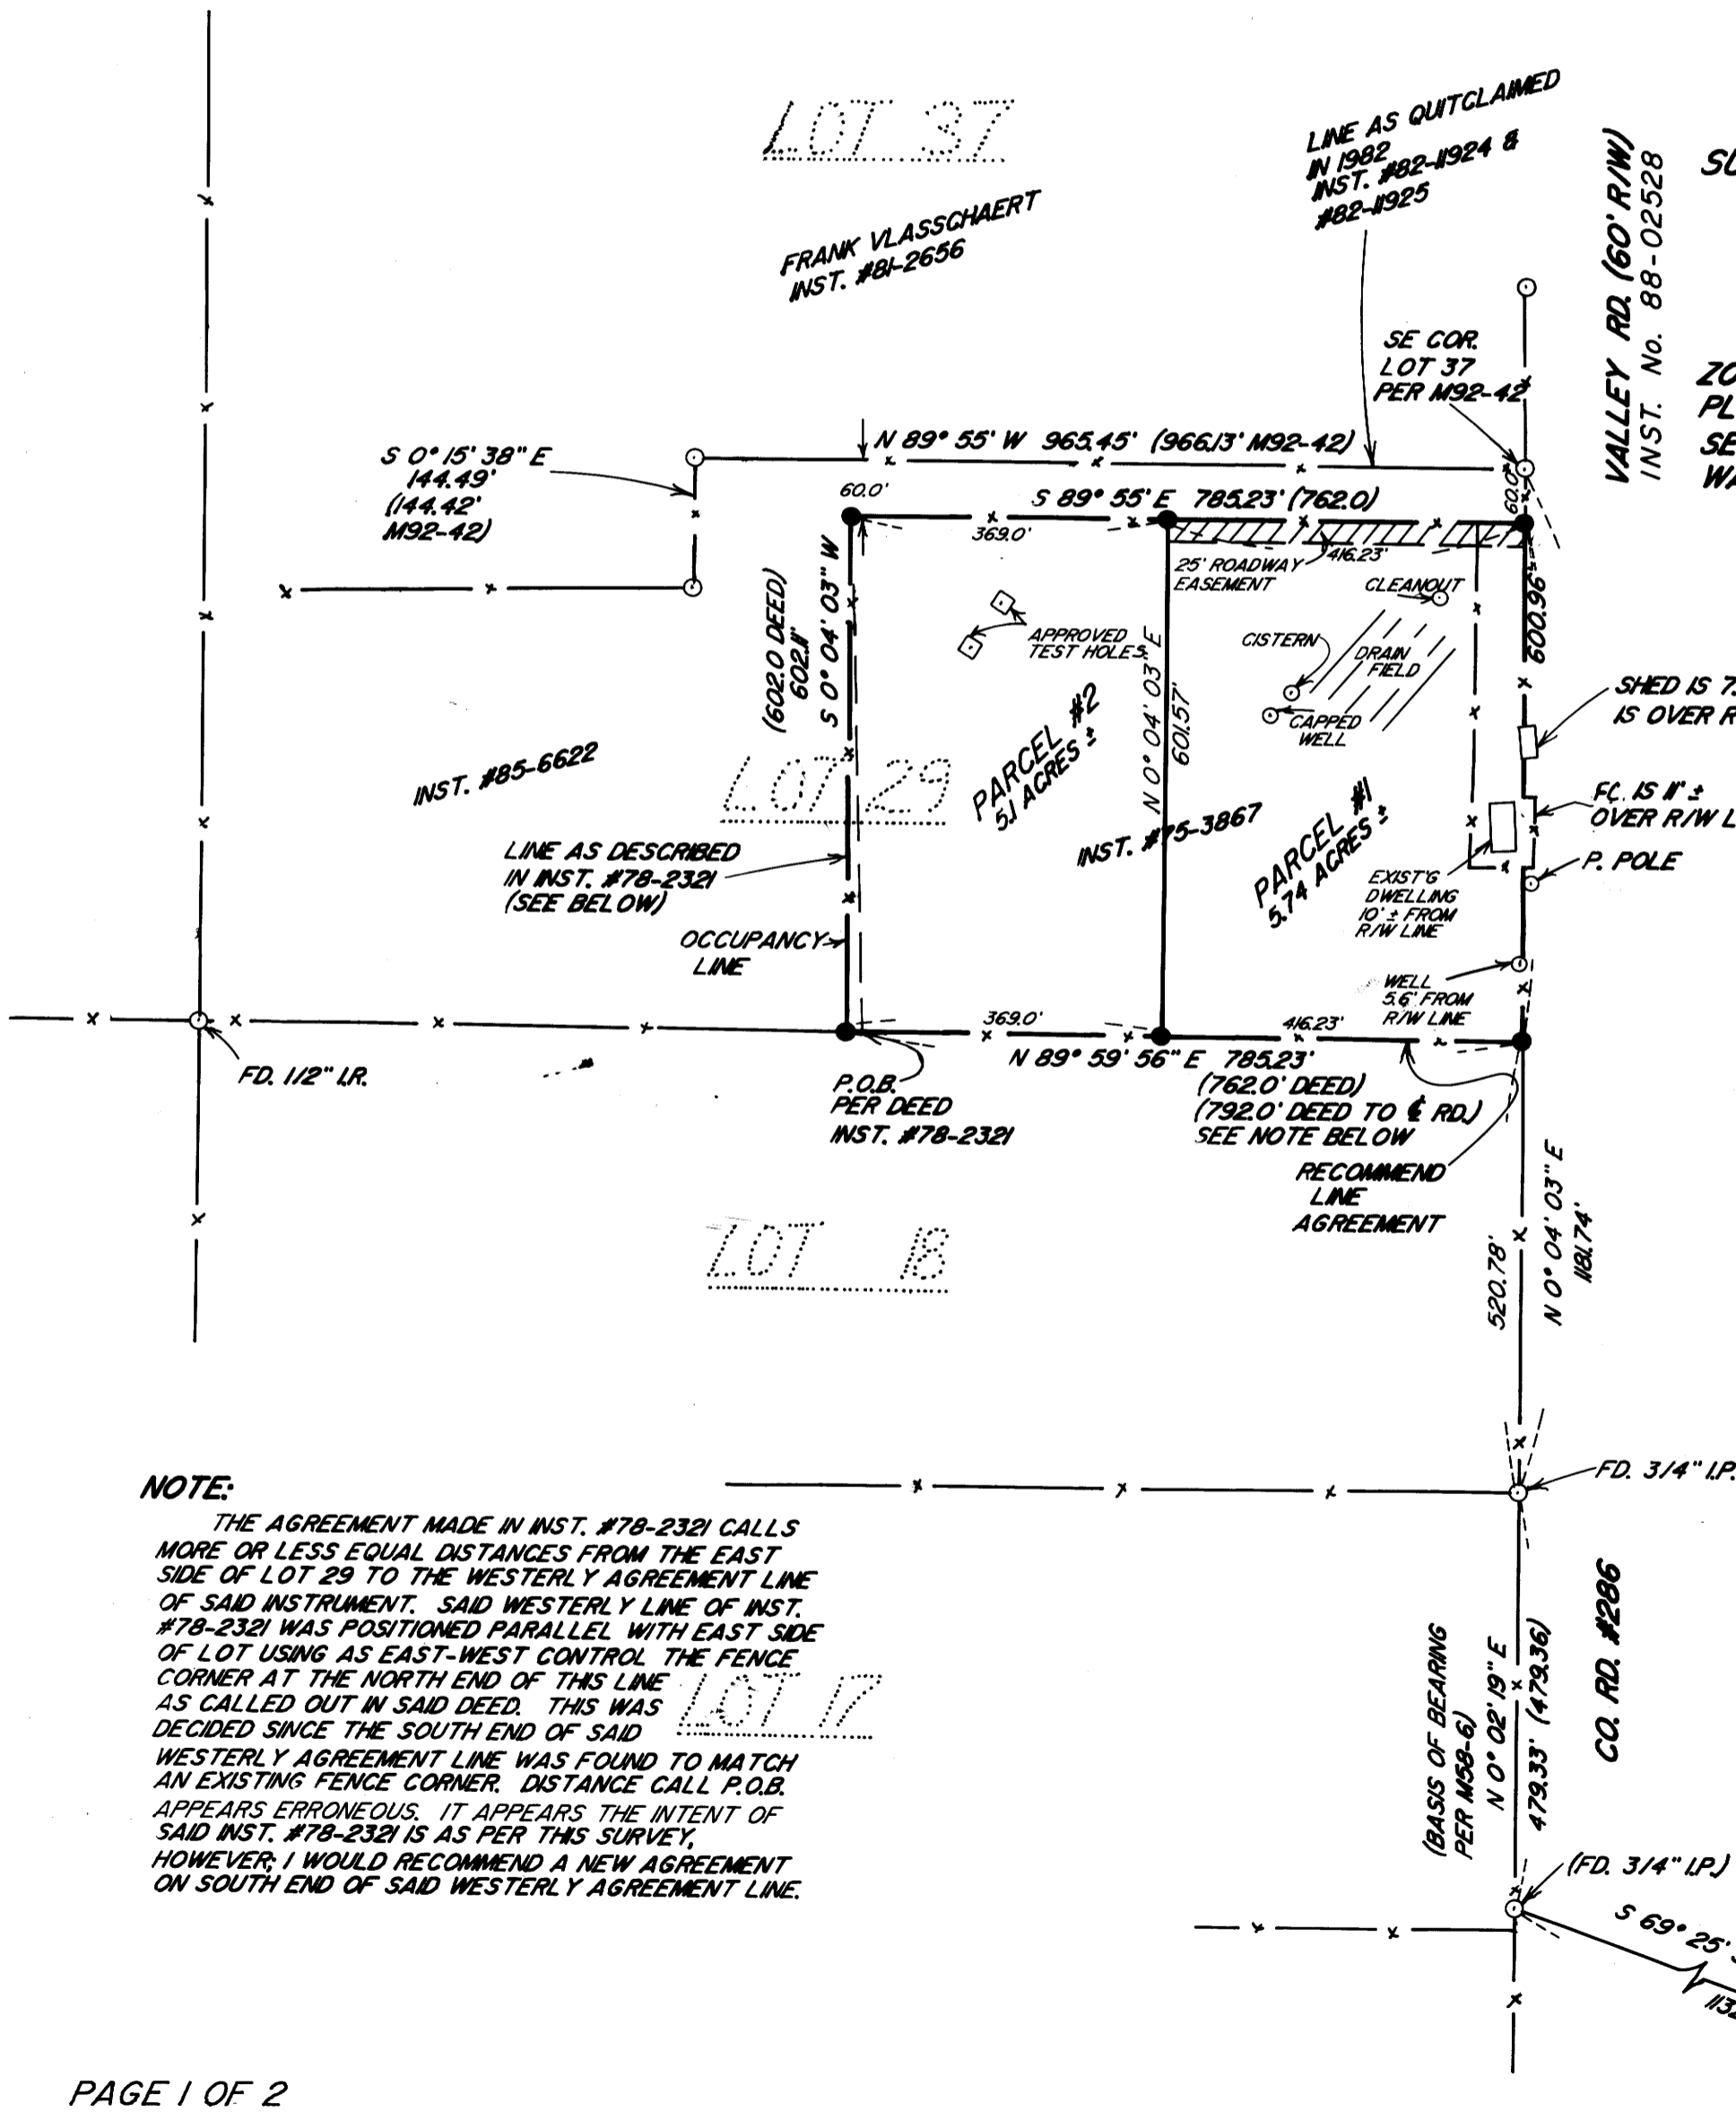 LOT 37
LINE AS QUITCLAIMED
IN 1982
INST. #82-11924 &
#82-11925
VALLEY RD. (60' R/W)
INST. No. 88-02528
FRANK VLASSCHAERT
INST. #81-2656
SE COR.
LOT 37
PER M92-42
ZO
PL
SE
WA
S 0° 15' 38" E
144.49'
(144.42'
M92-42)
N 89° 55' W 965.45' (966.13' M92-42)
60.0'
60.0'
S 89° 55' E 785.23' (762.0)
369.0'
416.23'
25' ROADWAY
EASEMENT
CLEANOUT
(602.0 DEED)
602.11'
S 0° 04' 03" W
APPROVED
TEST HOLES
CISTERN
DRAIN
FIELD
CAPPED
WELL
600.96'
N 0° 04' 03" E
601.57'
SHED IS 7.
IS OVER R
PARCEL #2
5.1 ACRES ±
INST. #85-6622
LOT 29
INST. #75-3867
PARCEL #1
5.74 ACRES ±
FC. IS 11' ±
OVER R/W L
P. POLE
LINE AS DESCRIBED
IN INST. #78-2321
(SEE BELOW)
EXIST'G
DWELLING
10' ± FROM
R/W LINE
OCCUPANCY
LINE
WELL
5.6' FROM
R/W LINE
369.0'
416.23'
FD. 1/2" I.R.
N 89° 59' 56" E 785.23'
(762.0' DEED)
(792.0' DEED TO ℄ RD.)
SEE NOTE BELOW
P.O.B.
PER DEED
INST. #78-2321
RECOMMEND
LINE
AGREEMENT
LOT 18
520.78'
N 0° 04' 03" E
1181.74'
FD. 3/4" I.P.
NOTE:
THE AGREEMENT MADE IN INST. #78-2321 CALLS
MORE OR LESS EQUAL DISTANCES FROM THE EAST
SIDE OF LOT 29 TO THE WESTERLY AGREEMENT LINE
OF SAID INSTRUMENT. SAID WESTERLY LINE OF INST.
#78-2321 WAS POSITIONED PARALLEL WITH EAST SIDE
OF LOT USING AS EAST-WEST CONTROL THE FENCE
CORNER AT THE NORTH END OF THIS LINE
AS CALLED OUT IN SAID DEED. THIS WAS
DECIDED SINCE THE SOUTH END OF SAID
WESTERLY AGREEMENT LINE WAS FOUND TO MATCH
AN EXISTING FENCE CORNER. DISTANCE CALL P.O.B.
APPEARS ERRONEOUS. IT APPEARS THE INTENT OF
SAID INST. #78-2321 IS AS PER THIS SURVEY,
HOWEVER; I WOULD RECOMMEND A NEW AGREEMENT
ON SOUTH END OF SAID WESTERLY AGREEMENT LINE.
LOT 17
(BASIS OF BEARING
PER M58-6)
N 0° 02' 19" E
479.33' (479.36)
CO. RD. #286
(FD. 3/4" I.P.)
S 69° 25'
1132
PAGE 1 OF 2